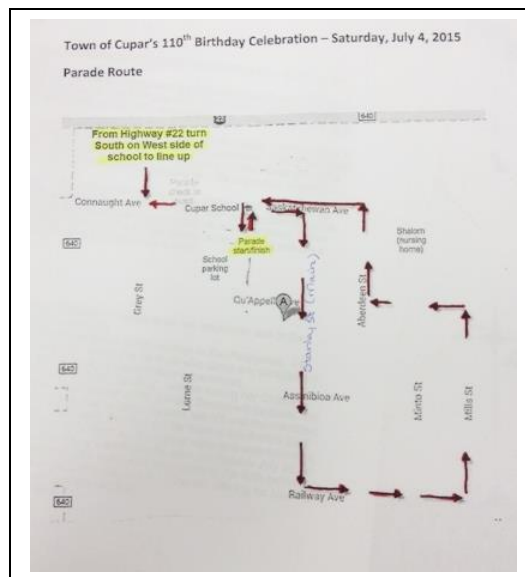 Town of Cupar's 110th Birthday Celebration – Saturday, July 4, 2015
Parade Route
640
From Highway #22 turn
South on West side of
school to line up
Connaught Ave
Cupar School
Saskatchewan Ave
Parade
start/finish
Shalom
(nursing
home)
640
School
parking
lot
Grey St
Qu'Appelle Ave
A
Stanley St (Main)
Aberdeen St
640
Lorne St
Assiniboia Ave
Minto St
Mills St
Railway Ave
640